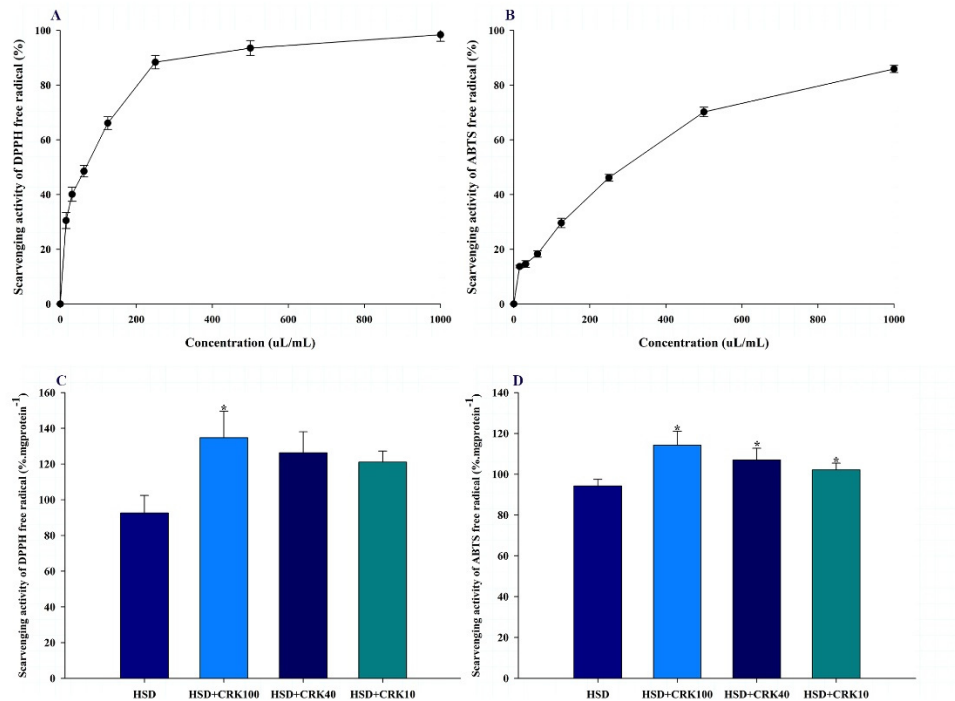 A
Scarvenging activity of DPPH free radical (%)
100
80
60
40
20
0
0 200 400 600 800 1000
Concentration (uL/mL)
B
Scarvenging activity of ABTS free radical (%)
100
80
60
40
20
0
0 200 400 600 800 1000
Concentration (uL/mL)
C
Scarvenging activity of DPPH free radical (%.mgprotein-1)
160
140
120
100
80
60
40
20
0
*
HSD HSD+CRK100 HSD+CRK40 HSD+CRK10
D
Scarvenging activity of ABTS free radical (%.mgprotein-1)
140
120
100
80
60
40
20
0
* * *
HSD HSD+CRK100 HSD+CRK40 HSD+CRK10